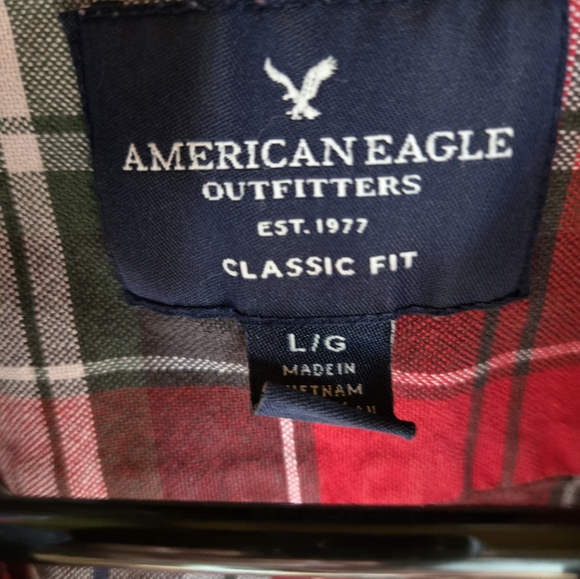 AMERICAN EAGLE
OUTFITTERS
EST. 1977
CLASSIC FIT
L/G
MADE IN
VIETNAM